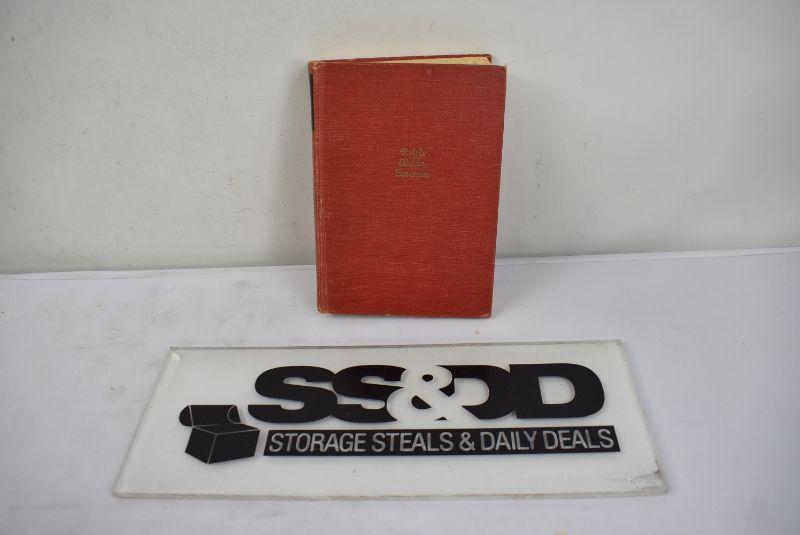 Ralph
Waldo
Emerson
SS&DD
STORAGE STEALS & DAILY DEALS